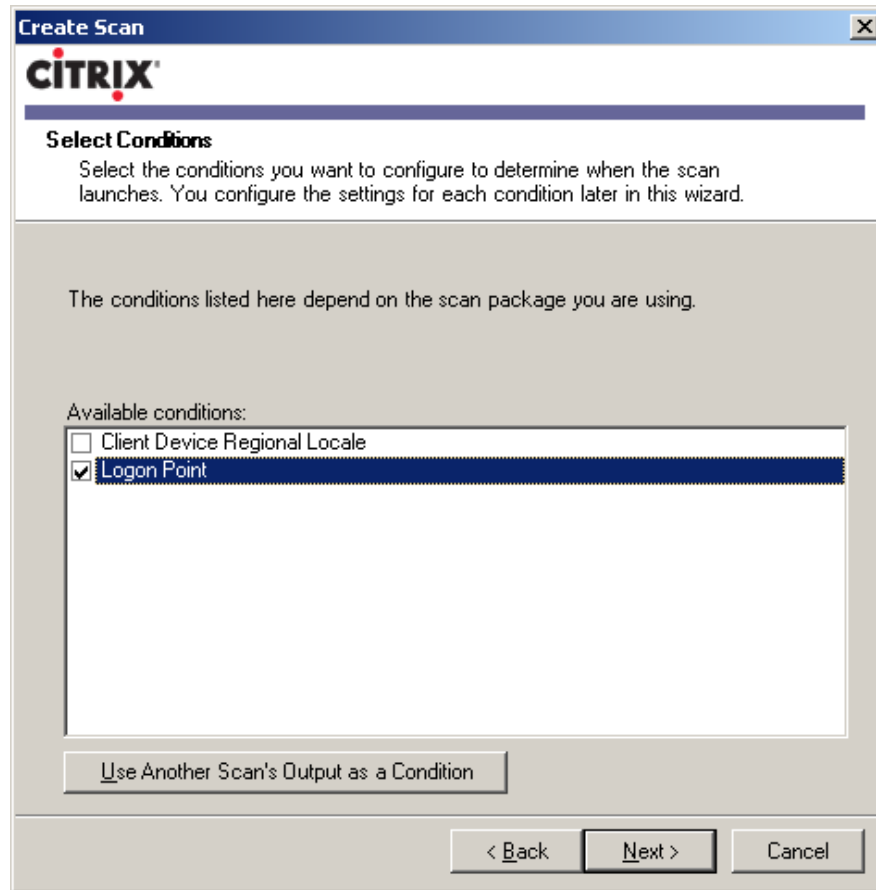 Create Scan
CİTRIX®
Select Conditions
Select the conditions you want to configure to determine when the scan
launches. You configure the settings for each condition later in this wizard.
The conditions listed here depend on the scan package you are using.
Available conditions:
Client Device Regional Locale
Logon Point
Use Another Scan's Output as a Condition
< Back Next > Cancel